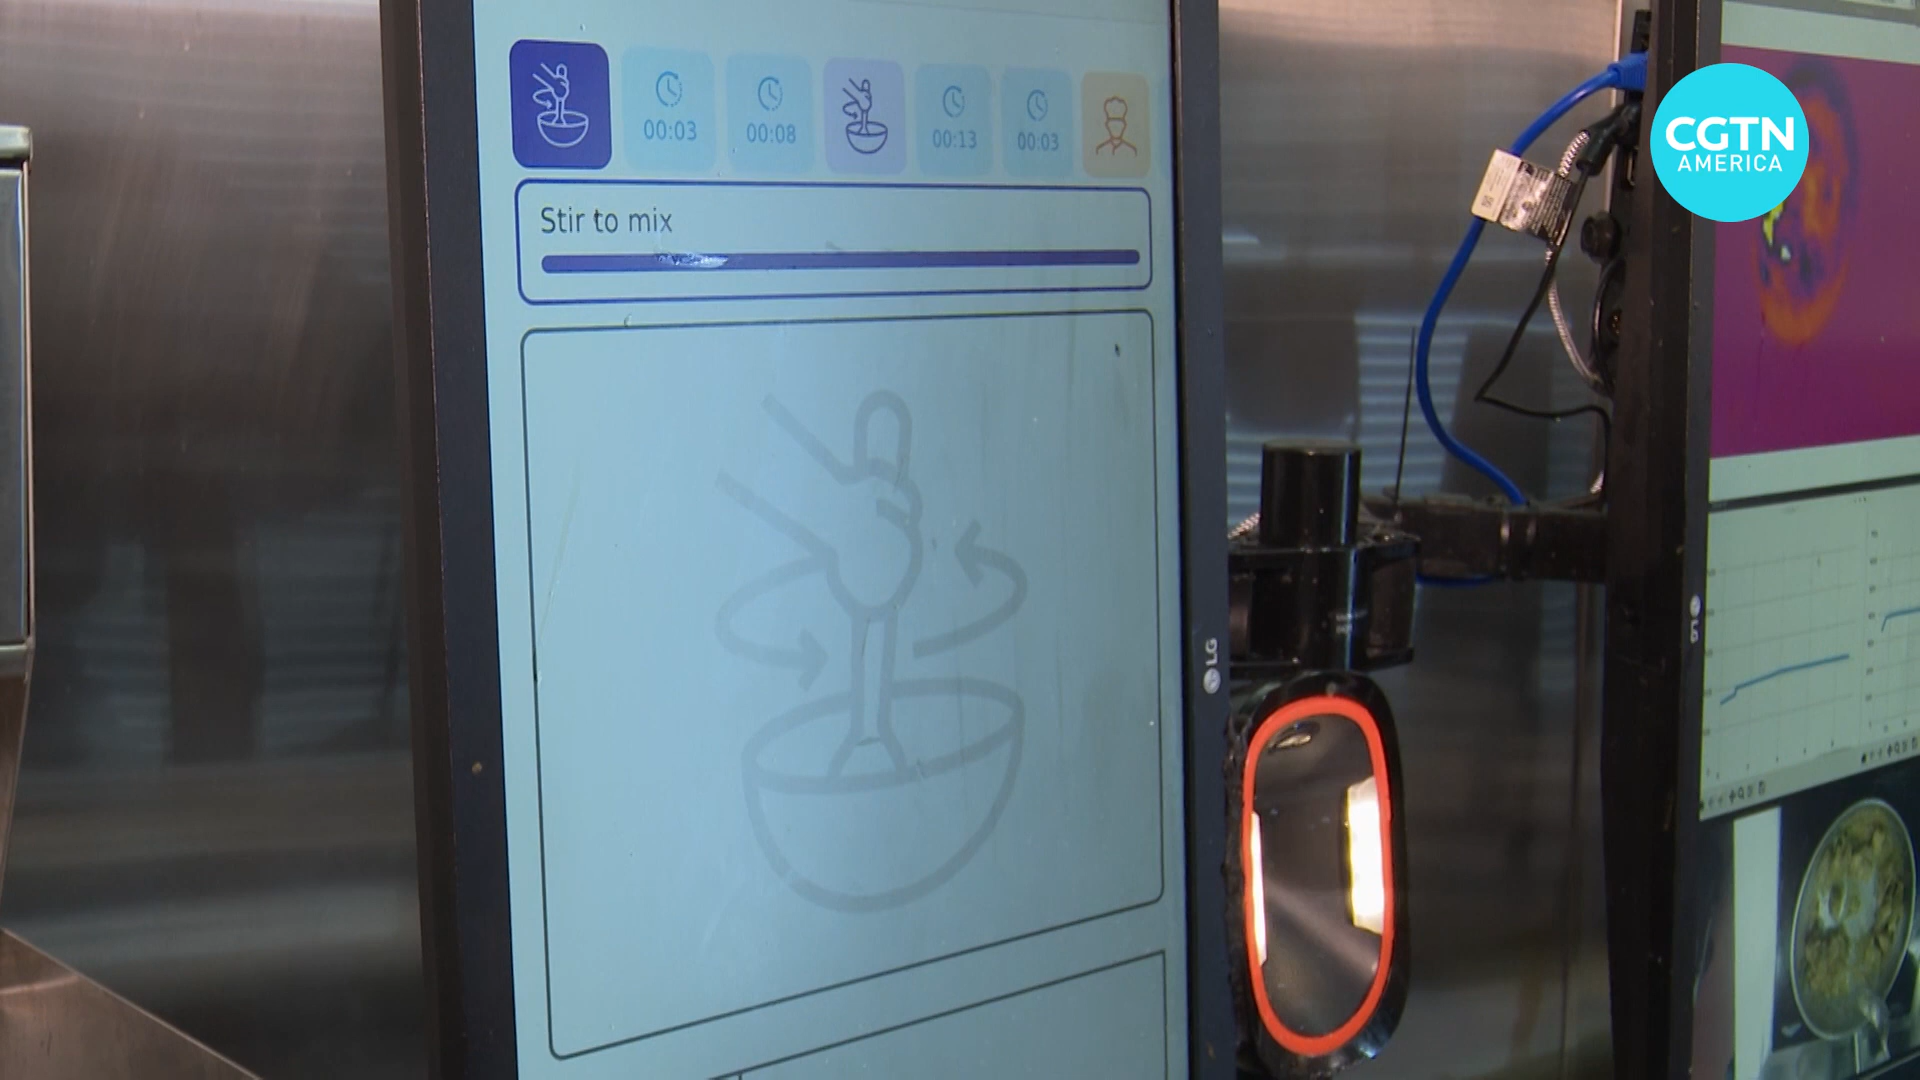 00:03
00:08
00:13
00:03
Stir to mix
CGTN
AMERICA
LG
LG